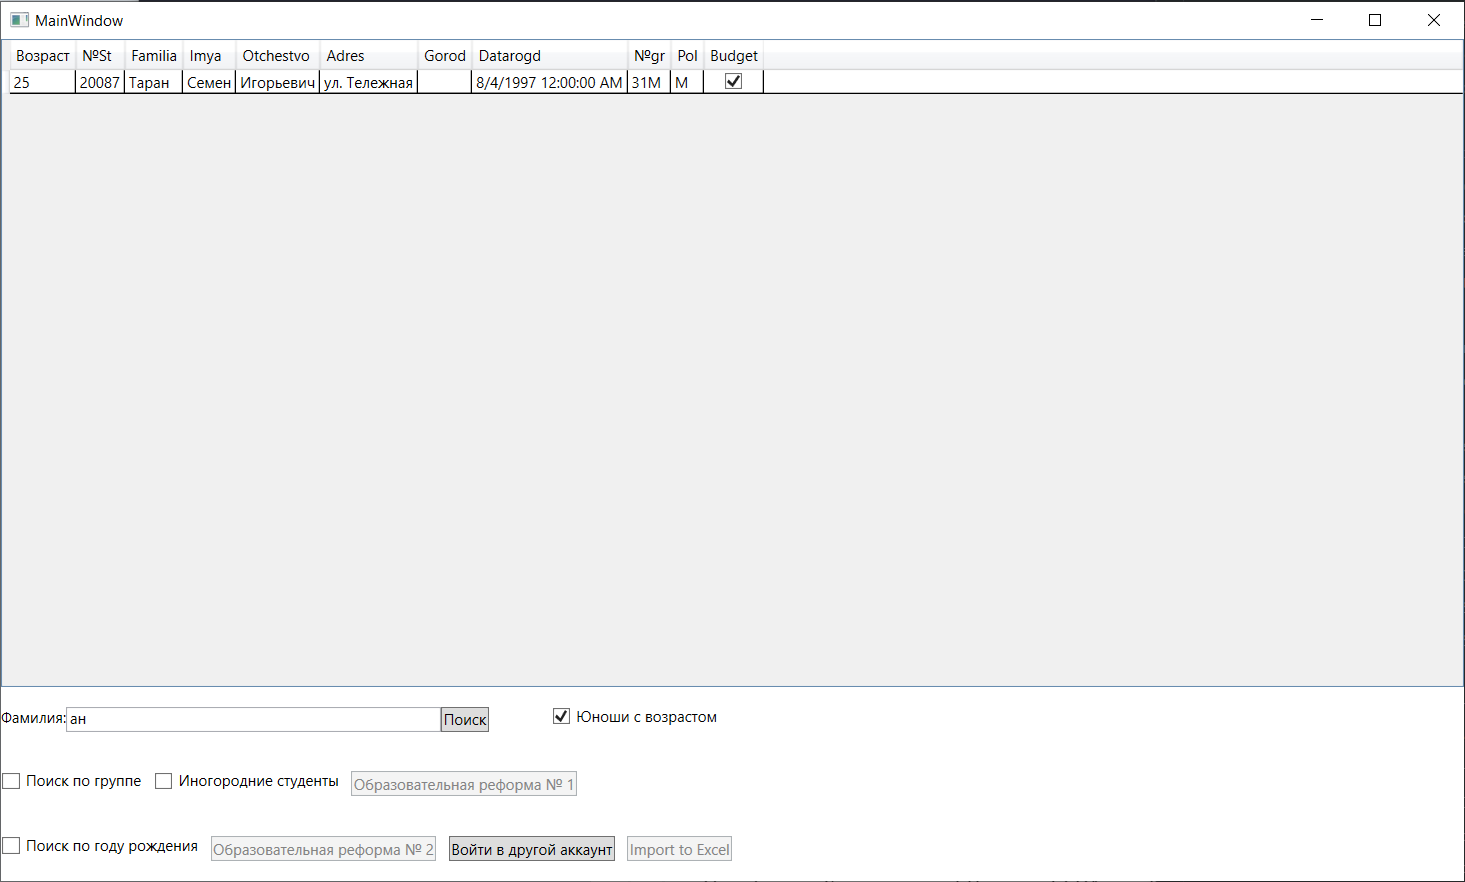 MainWindow
Возраст №St Familia Imya Otchestvo Adres Gorod Datarogd №gr Pol Budget
25 20087 Таран Семен Игорьевич ул. Тележная 8/4/1997 12:00:00 AM 31М М
Фамилия: ан Поиск Юноши с возрастом
Поиск по группе Иногородние студенты Образовательная реформа № 1
Поиск по году рождения Образовательная реформа № 2 Войти в другой аккаунт Import to Excel